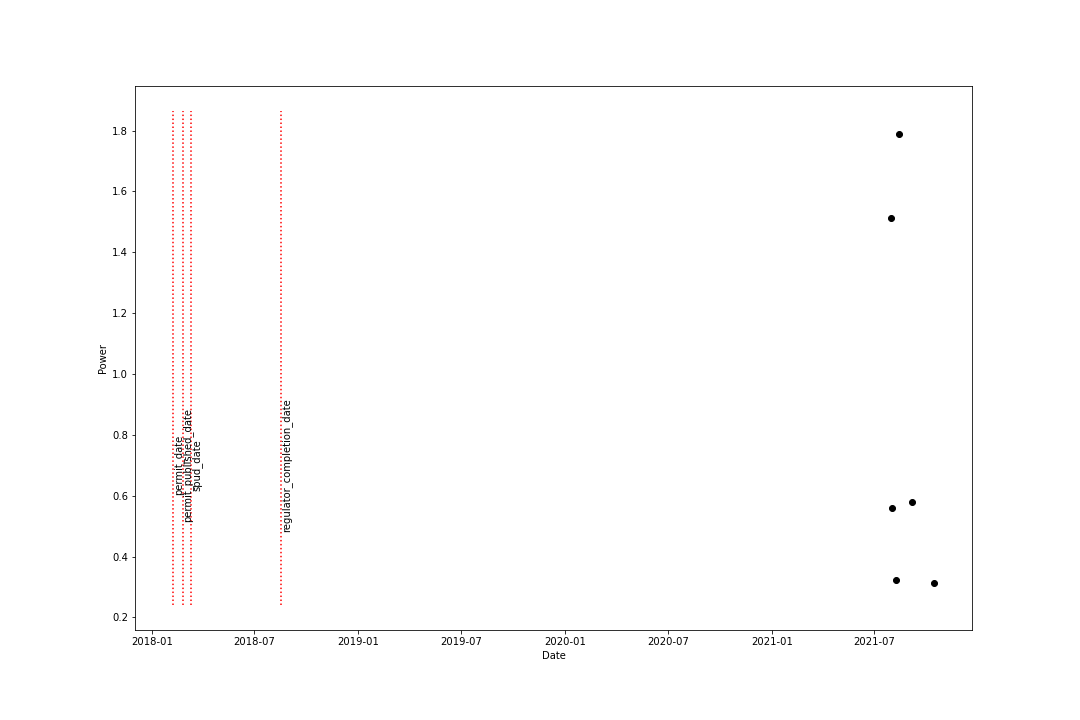 1.8
1.6
1.4
1.2
1.0
0.8
0.6
0.4
0.2
Power
permit_date
permit_published_date
spud_date
regulator_completion_date
2018-01
2018-07
2019-01
2019-07
2020-01
2020-07
2021-01
2021-07
Date